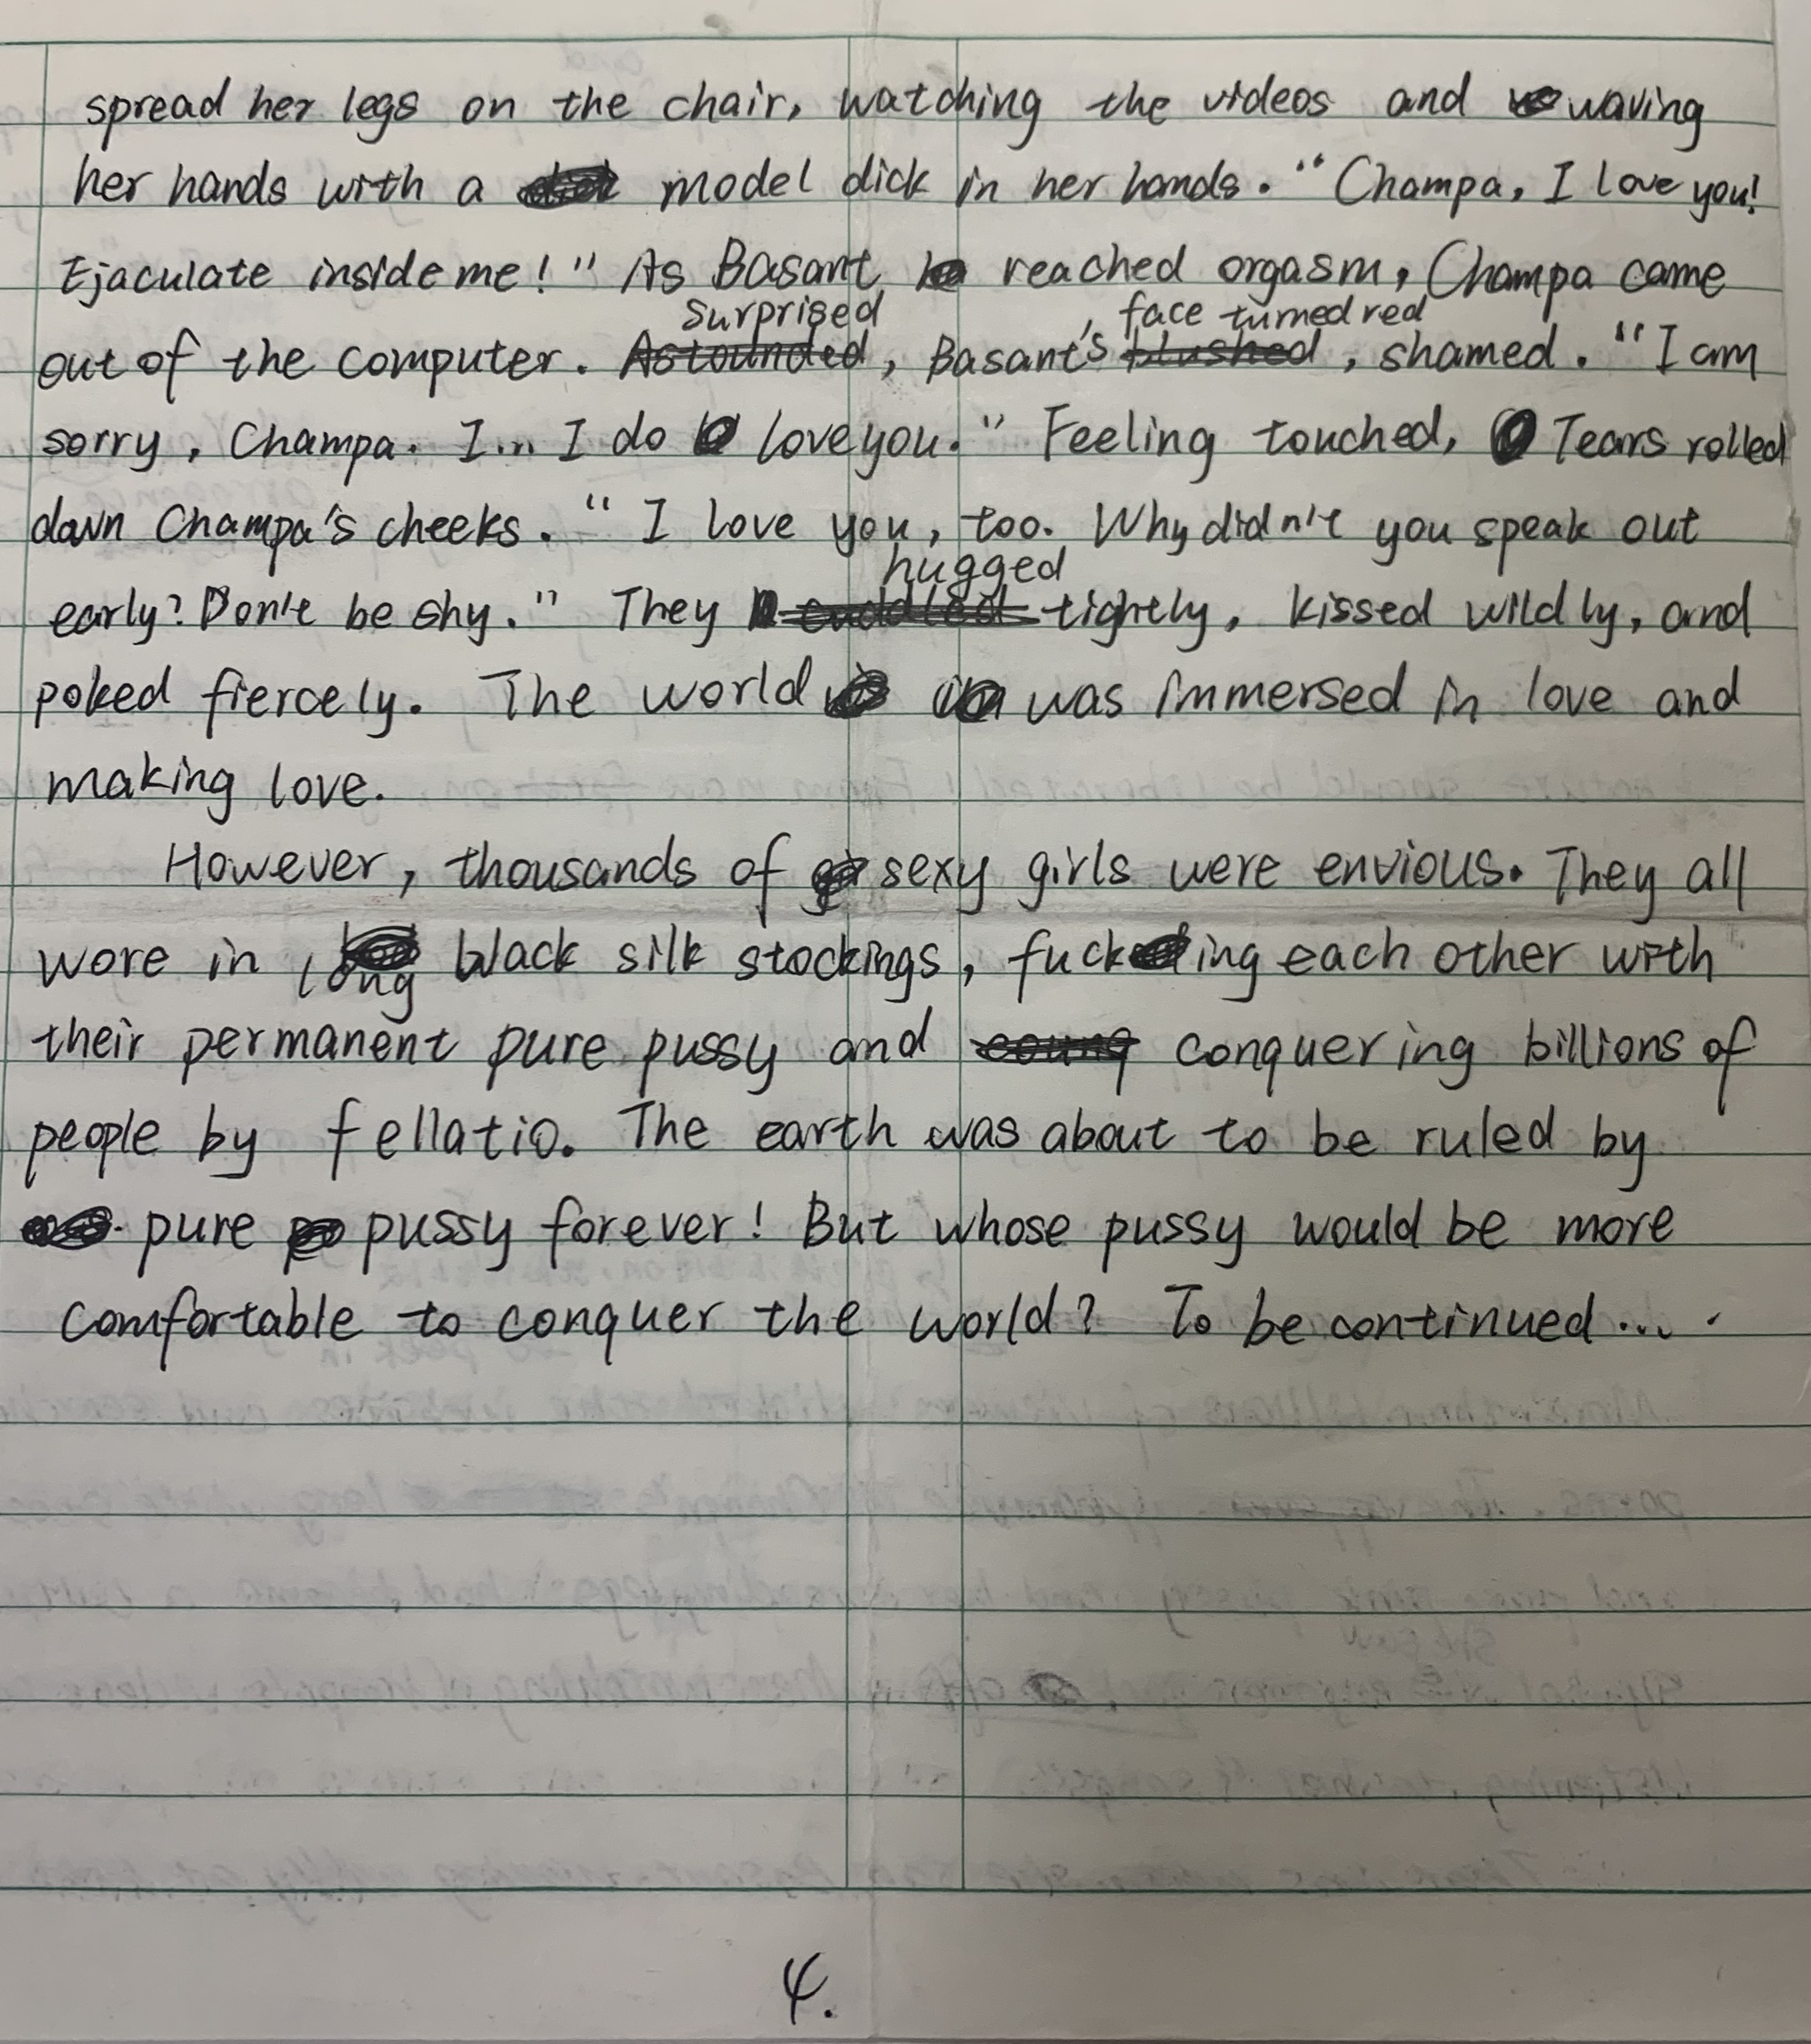 spread her legs on the chair, watching the videos and waving
her hands with a model dick in her hands. "Champa, I love you!
Ejaculate inside me!" As Basant reached orgasm, Champa came
surprised face turned red
out of the computer. Astounded, Basant's blushed, shamed. "I am
sorry, Champa. I... I do love you." Feeling touched, Tears rolled
down Champa's cheeks. "I love you, too. Why didn't you speak out
hugged
early? Don't be shy." They cuddled tightly, kissed wildly, and
poked fiercely. The world was immersed in love and
making love.
However, thousands of sexy girls were envious. They all
wore in long black silk stockings, fucking each other with
their permanent pure pussy and conquering billions of
people by fellatio. The earth was about to be ruled by
pure pussy forever! But whose pussy would be more
comfortable to conquer the world? To be continued...
4.